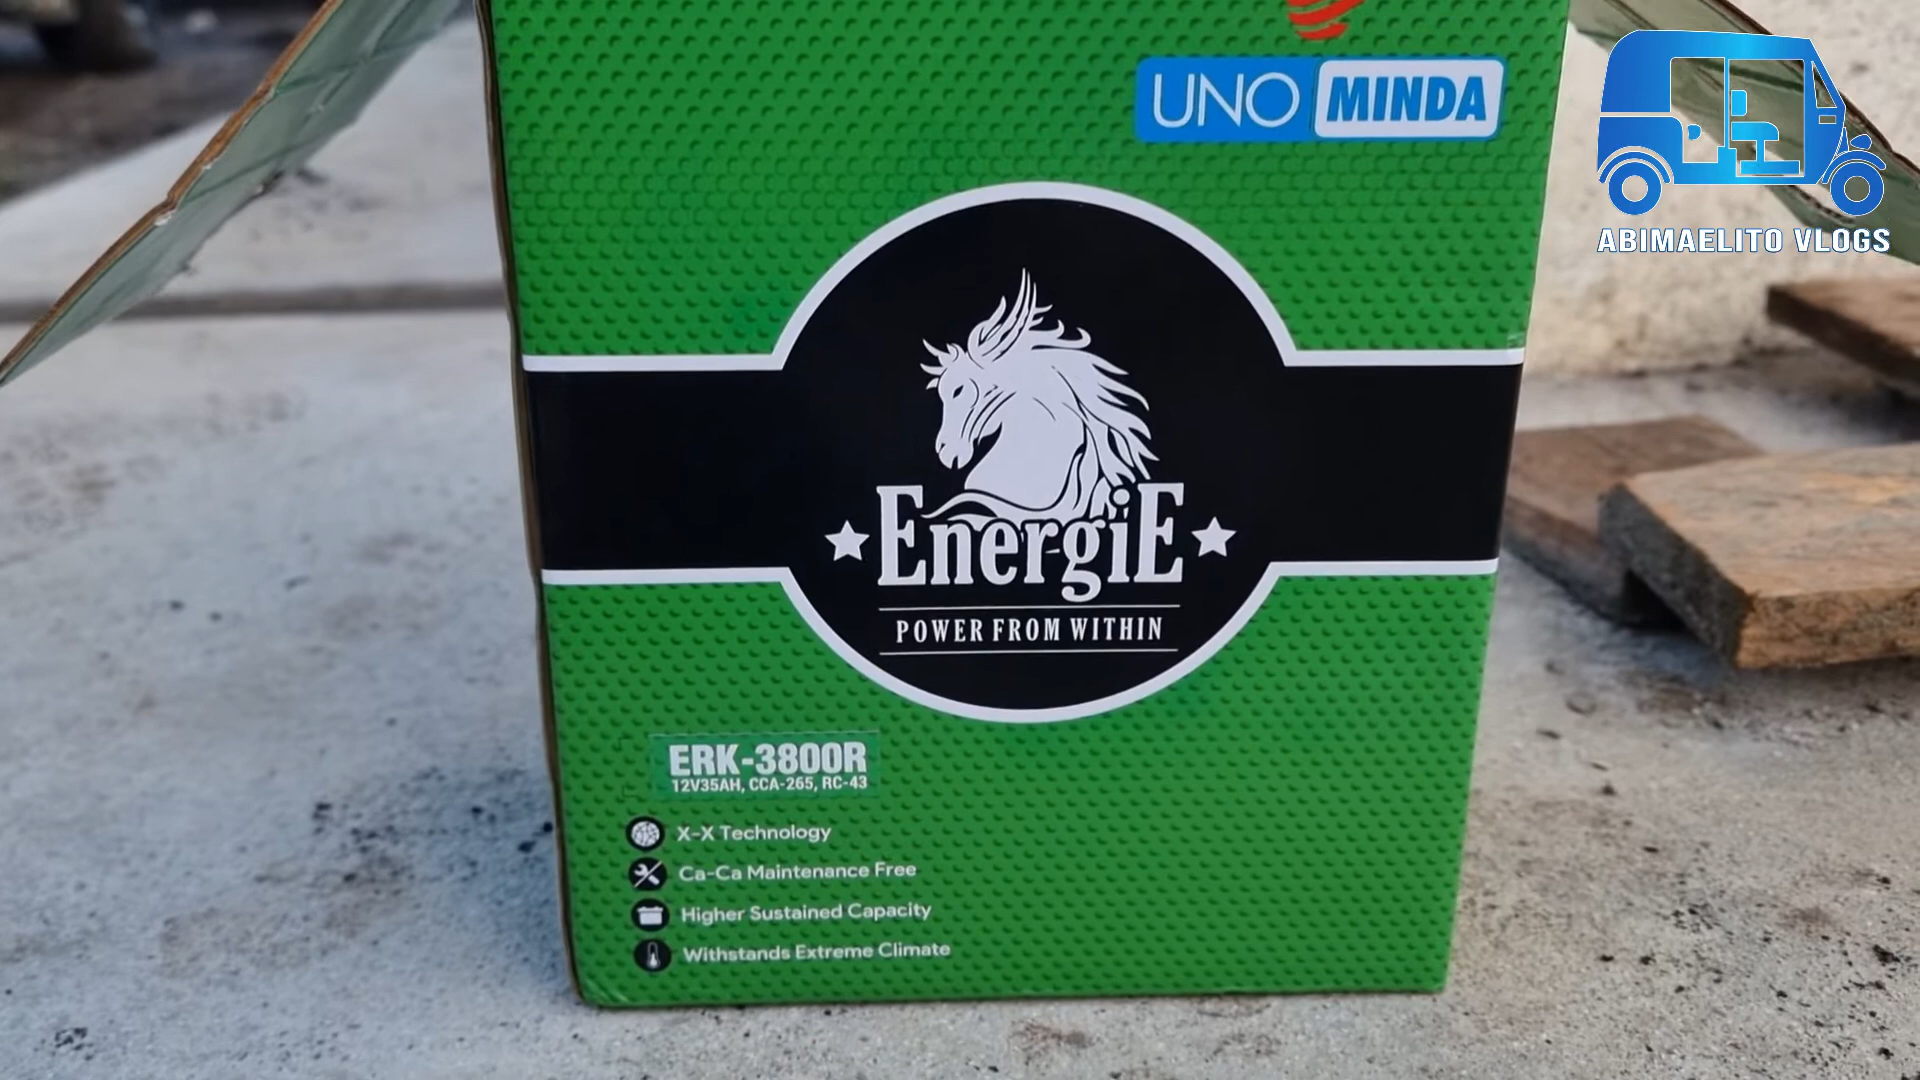 UNO MINDA
ABIMAELITO VLOGS
EnergiE
POWER FROM WITHIN
ERK-3800R
12V35AH, CCA-265, RC-43
X-X Technology
Ca-Ca Maintenance Free
Higher Sustained Capacity
Withstands Extreme Climate